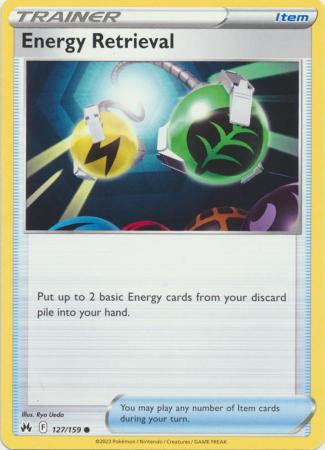 TRAINER Item
Energy Retrieval
Put up to 2 basic Energy cards from your discard
pile into your hand.
Illus. Ryo Ueda
F 127/159
You may play any number of Item cards
during your turn.
©2023 Pokémon / Nintendo / Creatures / GAME FREAK